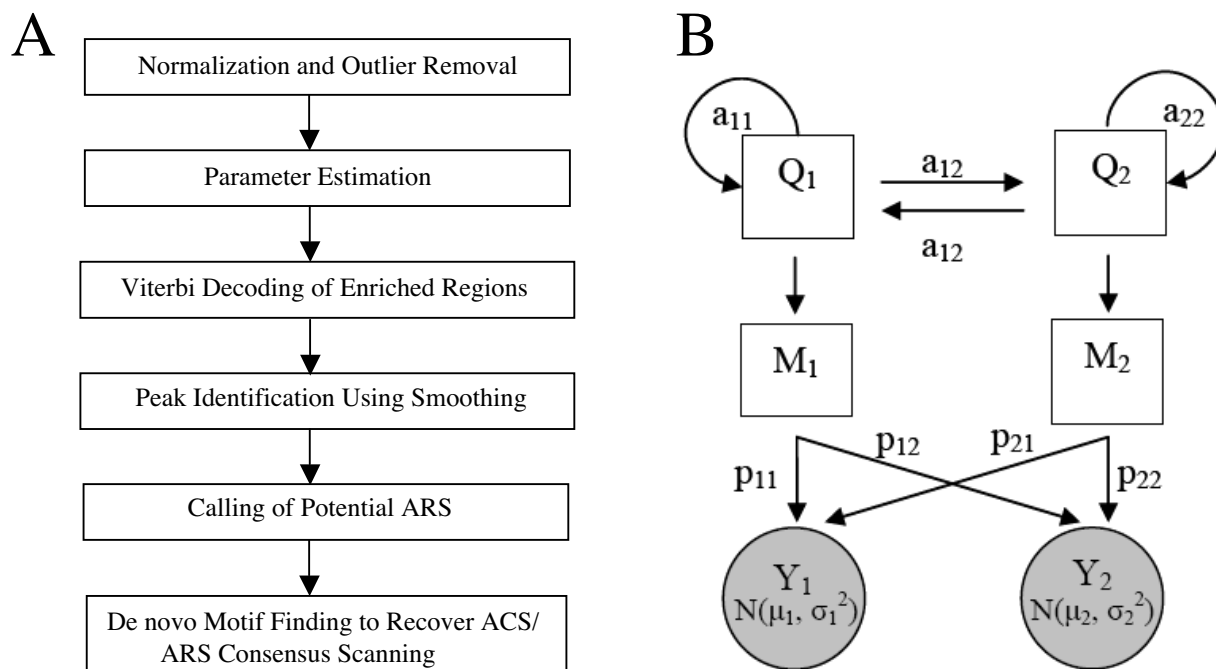 A
Normalization and Outlier Removal
Parameter Estimation
Viterbi Decoding of Enriched Regions
Peak Identification Using Smoothing
Calling of Potential ARS
De novo Motif Finding to Recover ACS/
ARS Consensus Scanning
B
a₁₁
a₂₂
Q₁
a₁₂
Q₂
a₁₂
M₁
M₂
p₁₂
p₂₁
p₁₁
p₂₂
Y₁
N(μ₁, σ₁²)
Y₂
N(μ₂, σ₂²)